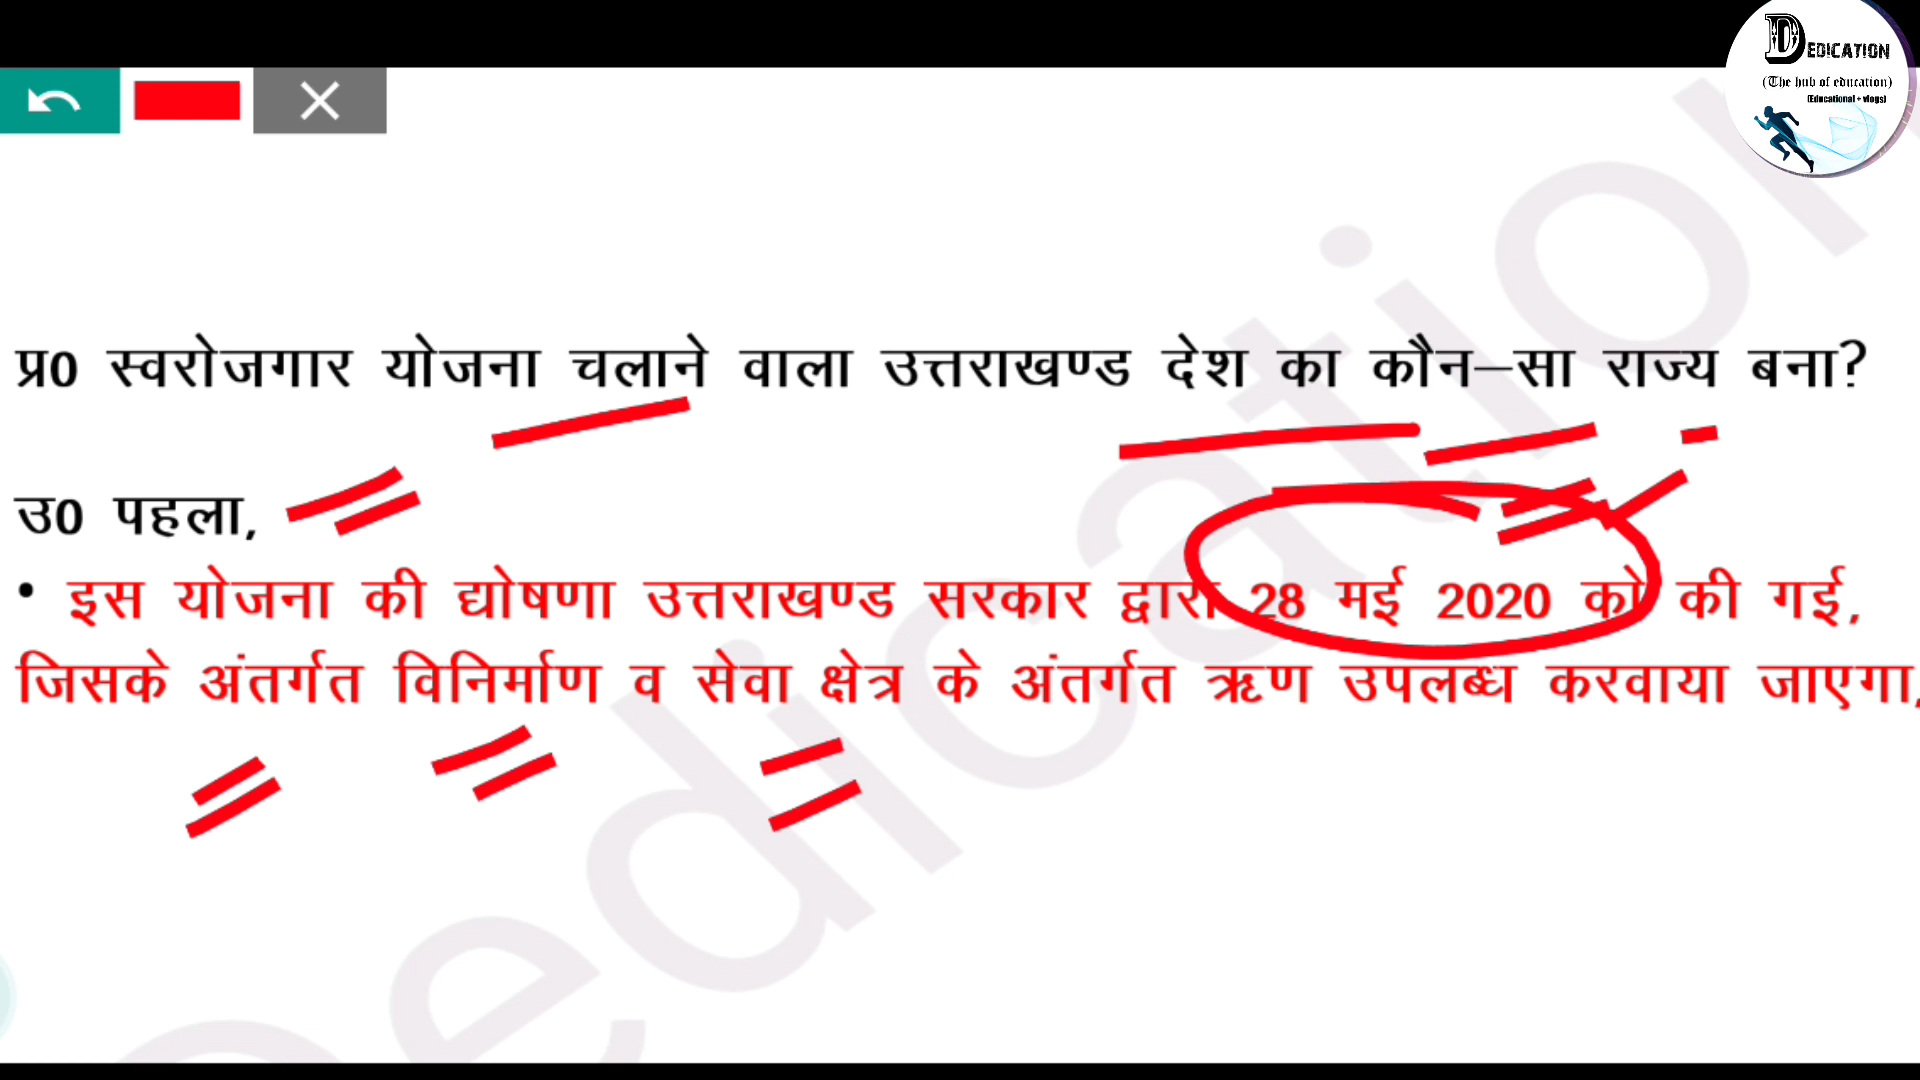 DEDICATION
(The hub of education)
(Educational + vlogs)
प्र0 स्वरोजगार योजना चलाने वाला उत्तराखण्ड देश का कौन–सा राज्य बना?
उ0 पहला,
• इस योजना की द्योषणा उत्तराखण्ड सरकार द्वारा 28 मई 2020 को की गई,
जिसके अंतर्गत विनिर्माण व सेवा क्षेत्र के अंतर्गत ऋण उपलब्ध करवाया जाएगा,
Dedication